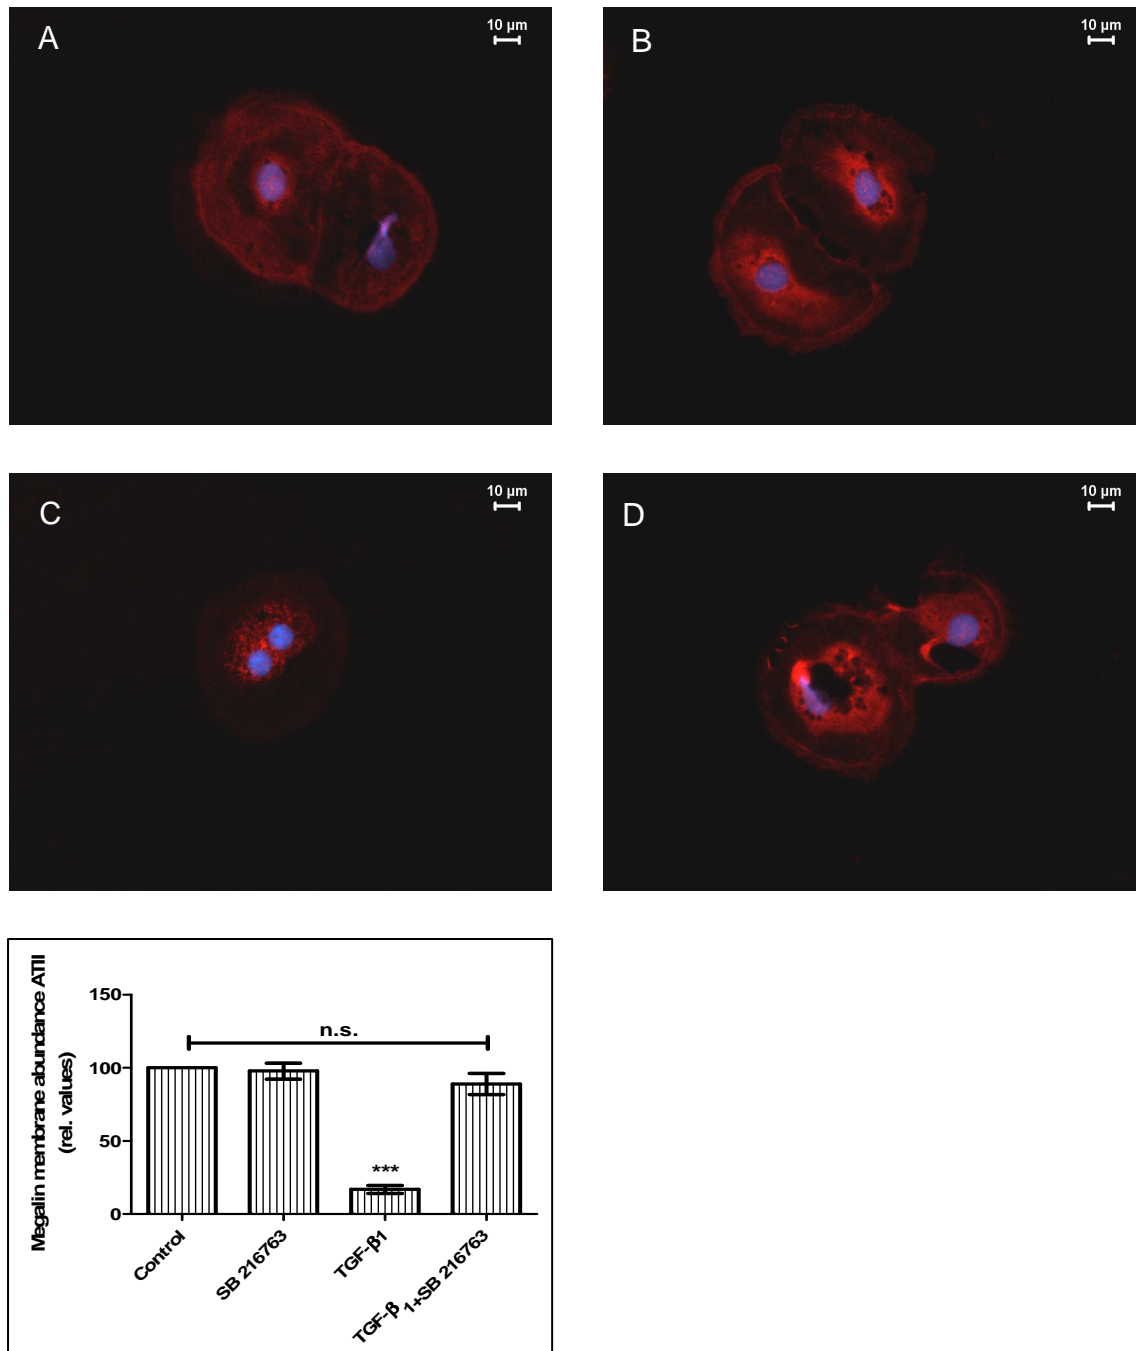 A
10 µm
B
10 µm
C
10 µm
D
10 µm
Megalin membrane abundance ATII
(rel. values)
150
100
50
0
n.s.
***
Control
SB 216763
TGF-β1
TGF-β1+SB 216763